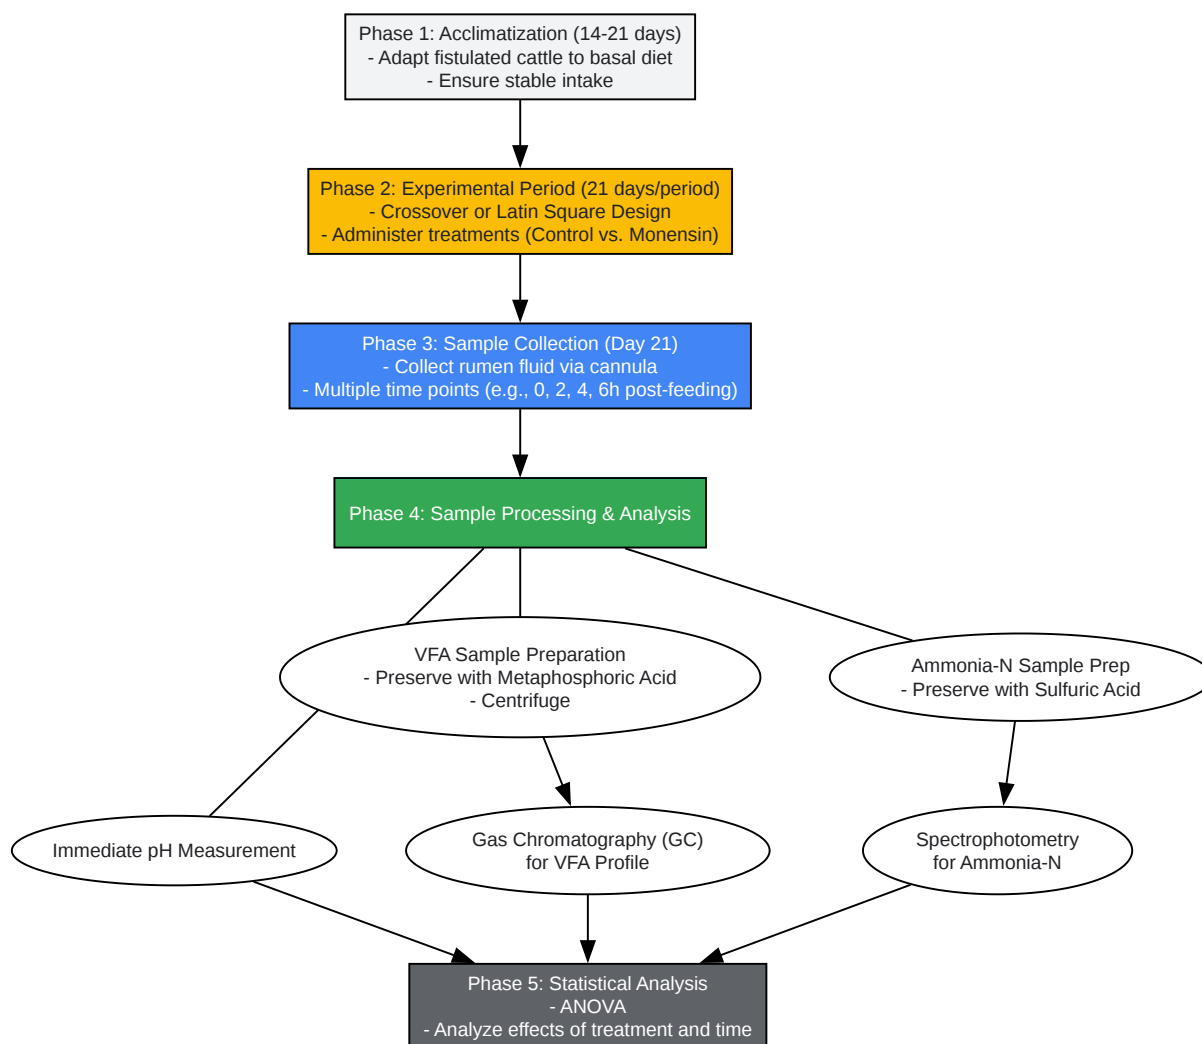 Phase 1: Acclimatization (14-21 days)
- Adapt fistulated cattle to basal diet
- Ensure stable intake
Phase 2: Experimental Period (21 days/period)
- Crossover or Latin Square Design
- Administer treatments (Control vs. Monensin)
Phase 3: Sample Collection (Day 21)
- Collect rumen fluid via cannula
- Multiple time points (e.g., 0, 2, 4, 6h post-feeding)
Phase 4: Sample Processing & Analysis
VFA Sample Preparation
- Preserve with Metaphosphoric Acid
- Centrifuge
Ammonia-N Sample Prep
- Preserve with Sulfuric Acid
Immediate pH Measurement
Gas Chromatography (GC)
for VFA Profile
Spectrophotometry
for Ammonia-N
Phase 5: Statistical Analysis
- ANOVA
- Analyze effects of treatment and time